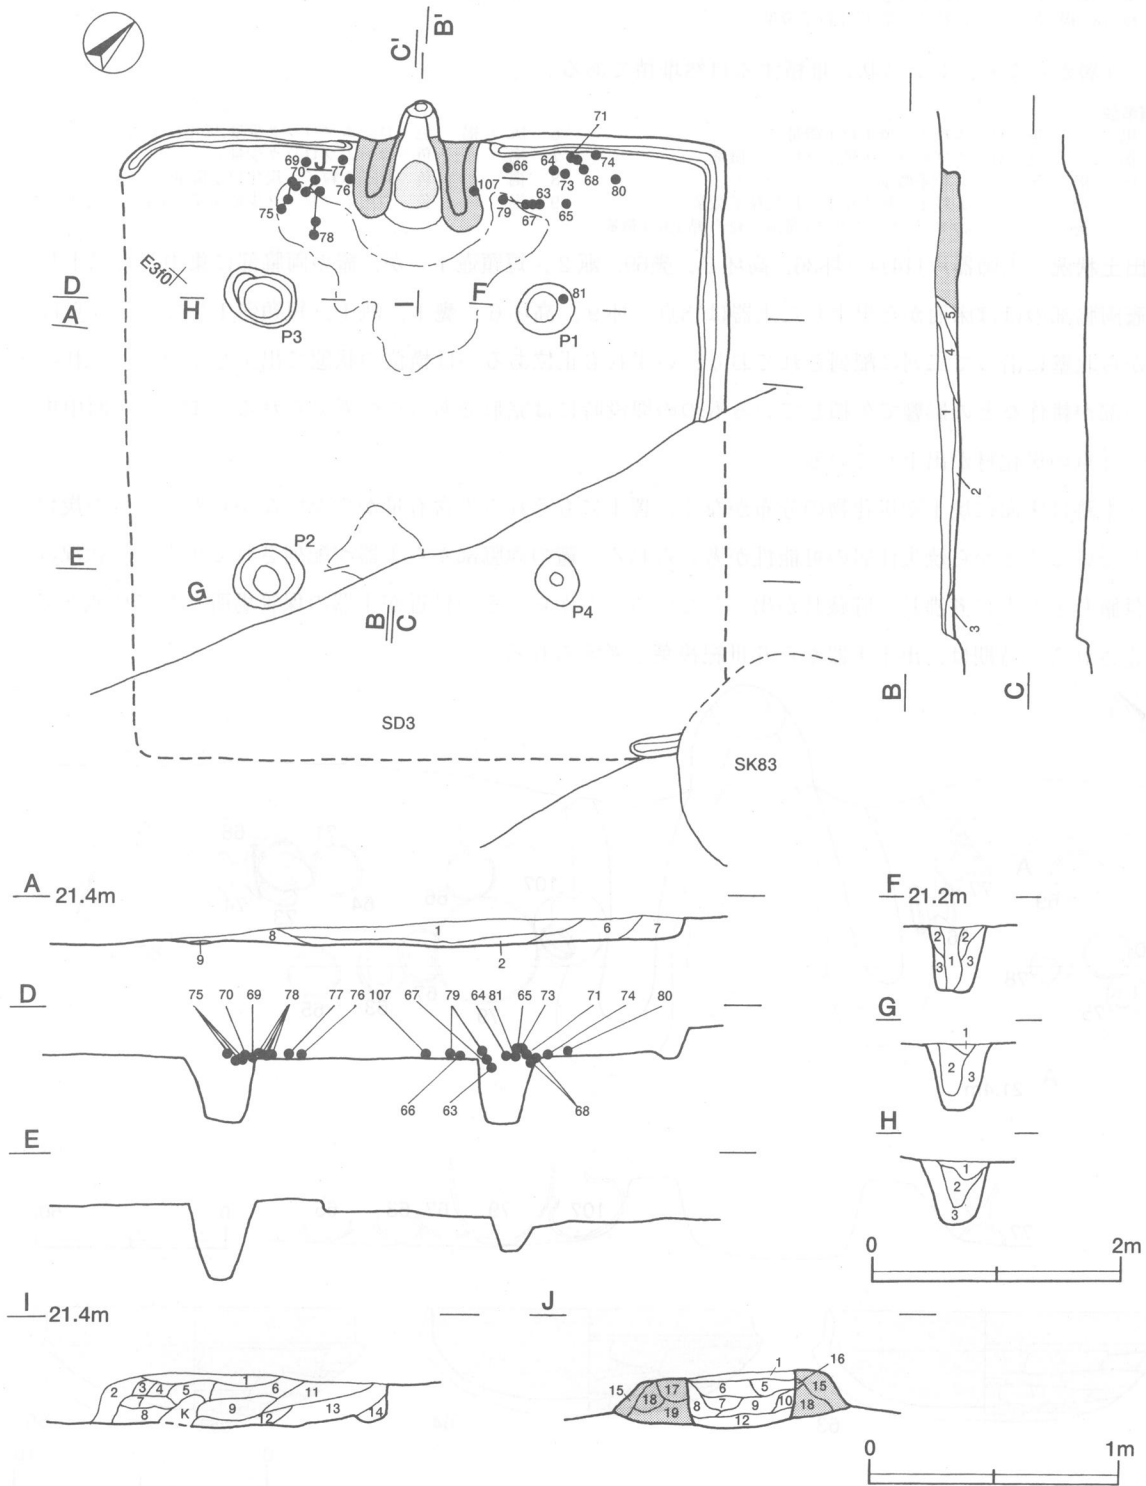 C' B'
71
69 J 77 66 64 74
70 76 107 73 68 80
75 79 67 63 65
78
E3f0
D
A H I F 81
P3 P1
P2
E G P4
B C
SD3
SK83
5
4
1
2
3
B C
A 21.4m
8 1 6 7
9 2
F 21.2m
2 2
3 1 3
D 75 70 69 78 77 76 107 67 79 64 81 65 73 71 74 80
66 63 68
G
1
2 3
E
H
1
2
3
0 2m
I 21.4m
2 3 4 5 1 6 11
7 8 K 9 12 13 14
J
1 16
15 17 6 5 15
18 19 8 7 9 10 18
12
0 1m